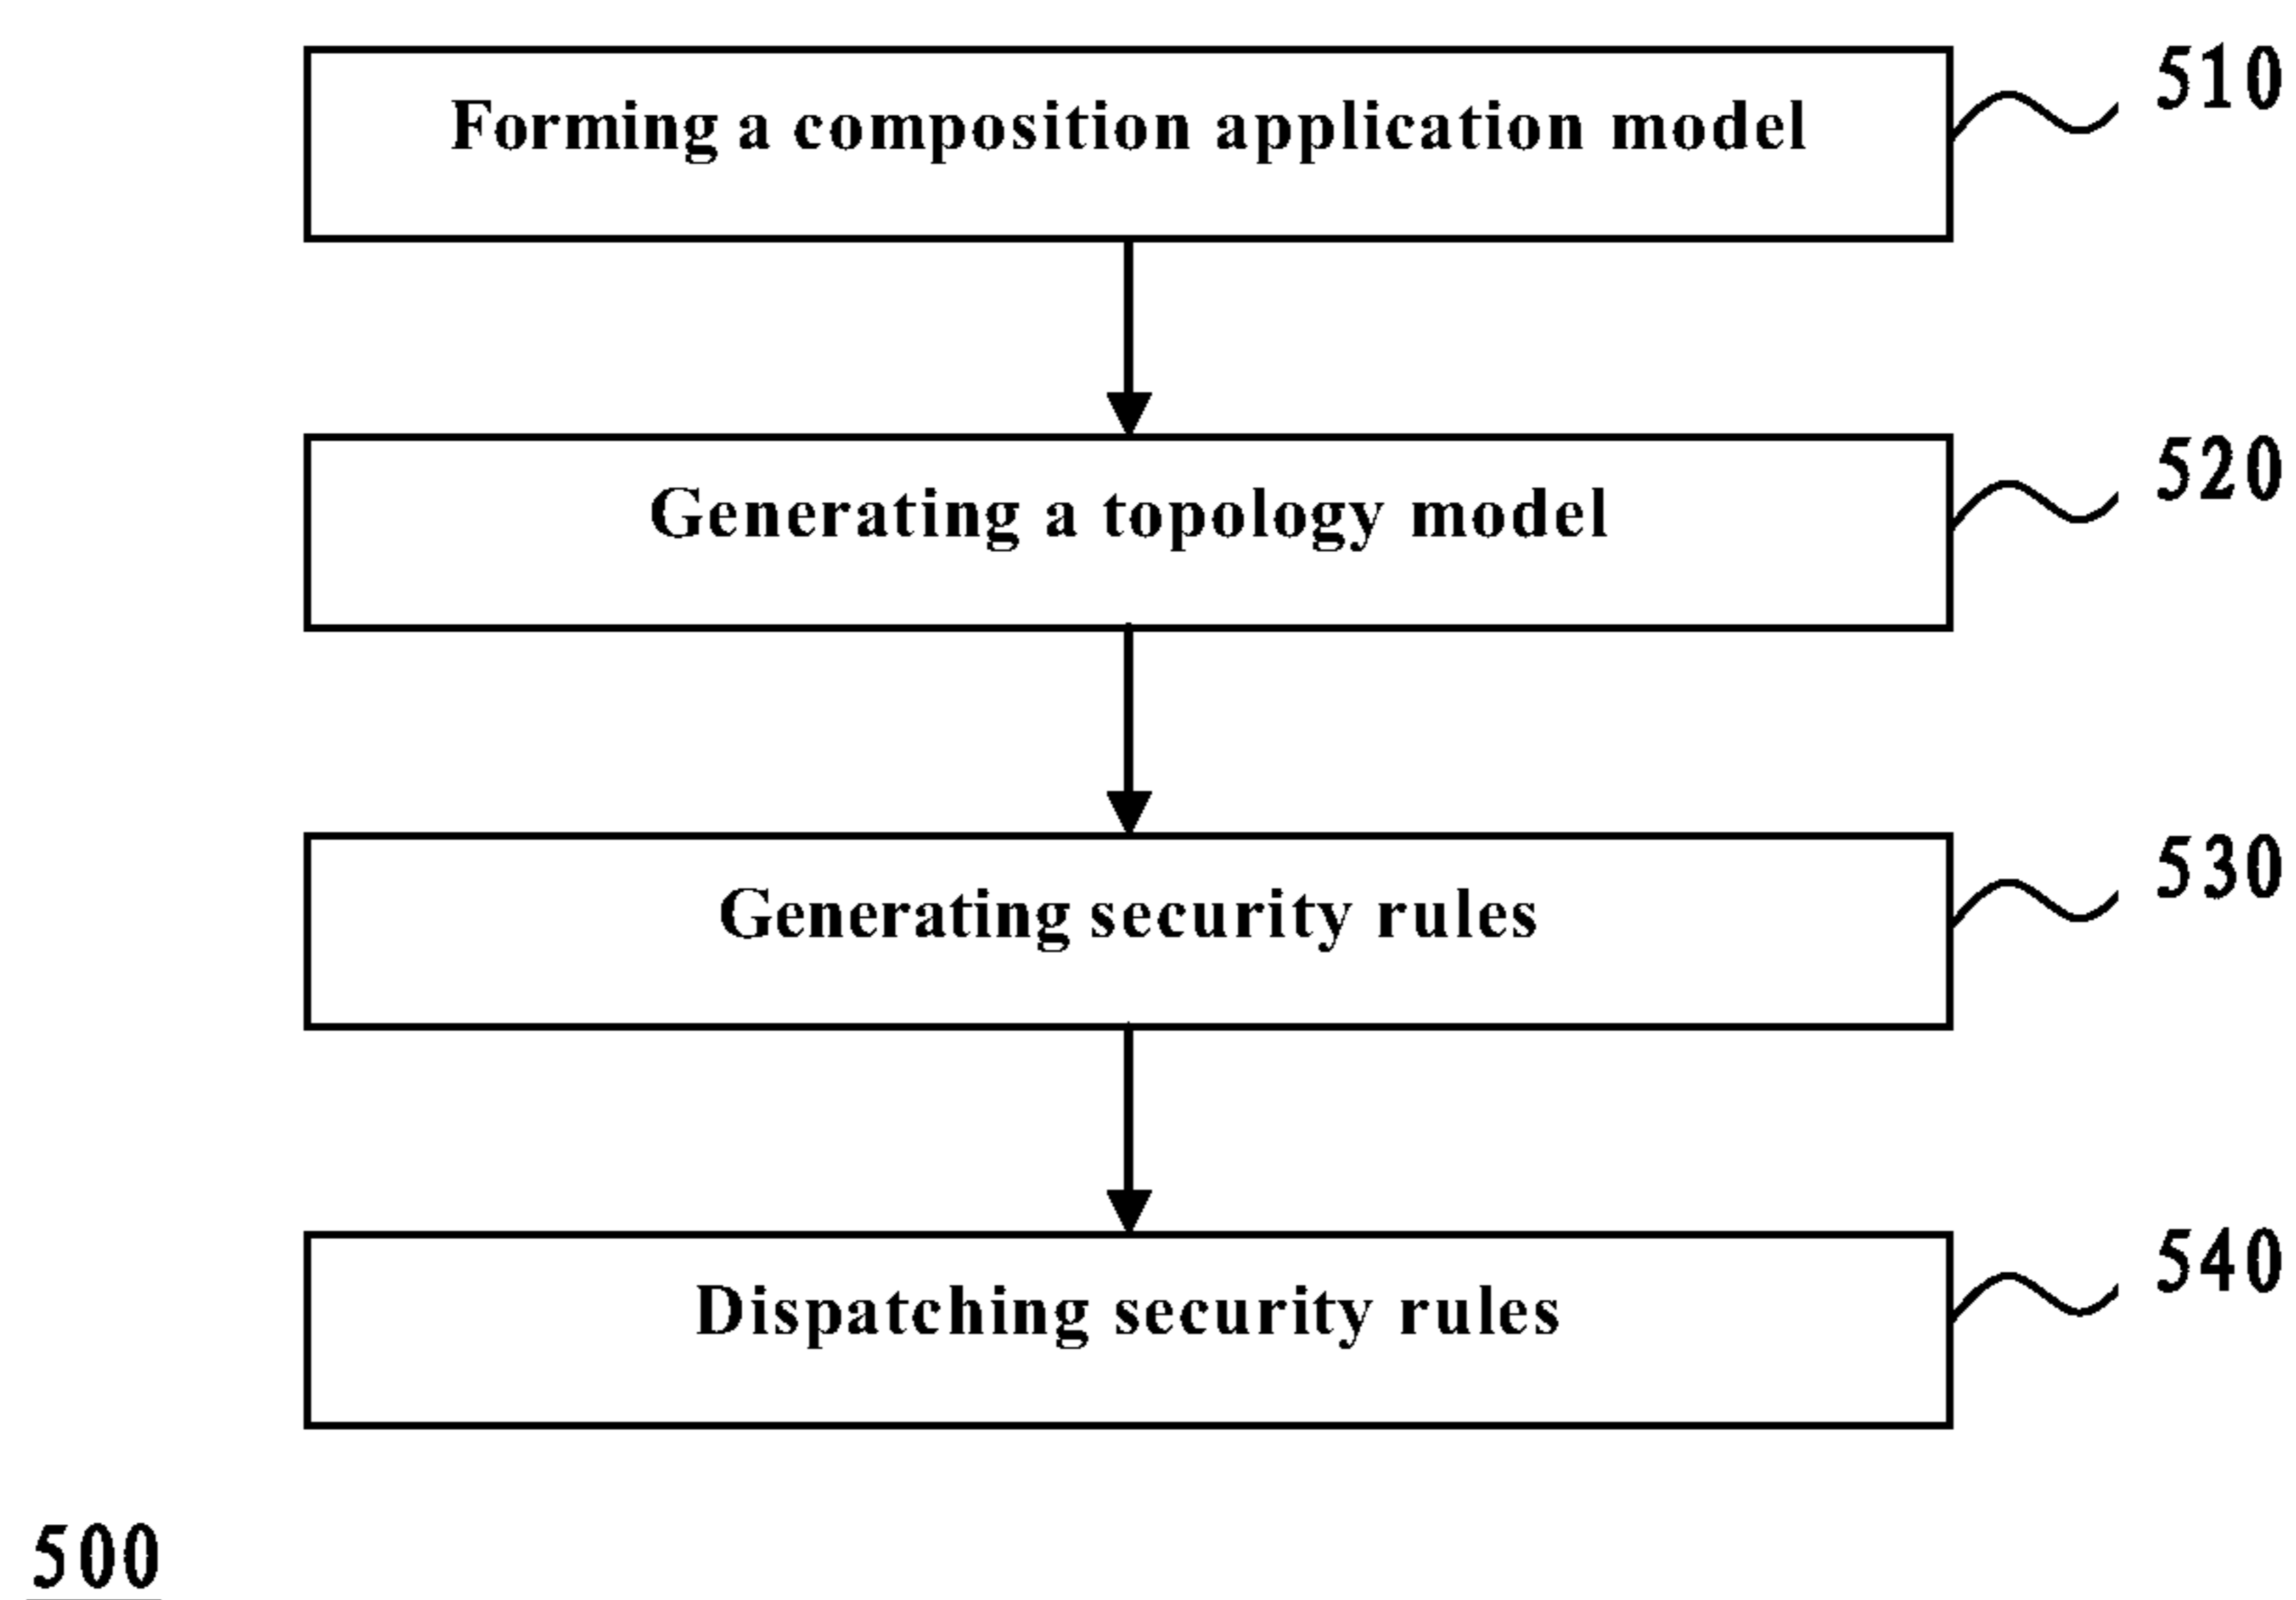 Forming a composition application model
510
Generating a topology model
520
Generating security rules
530
Dispatching security rules
540
500